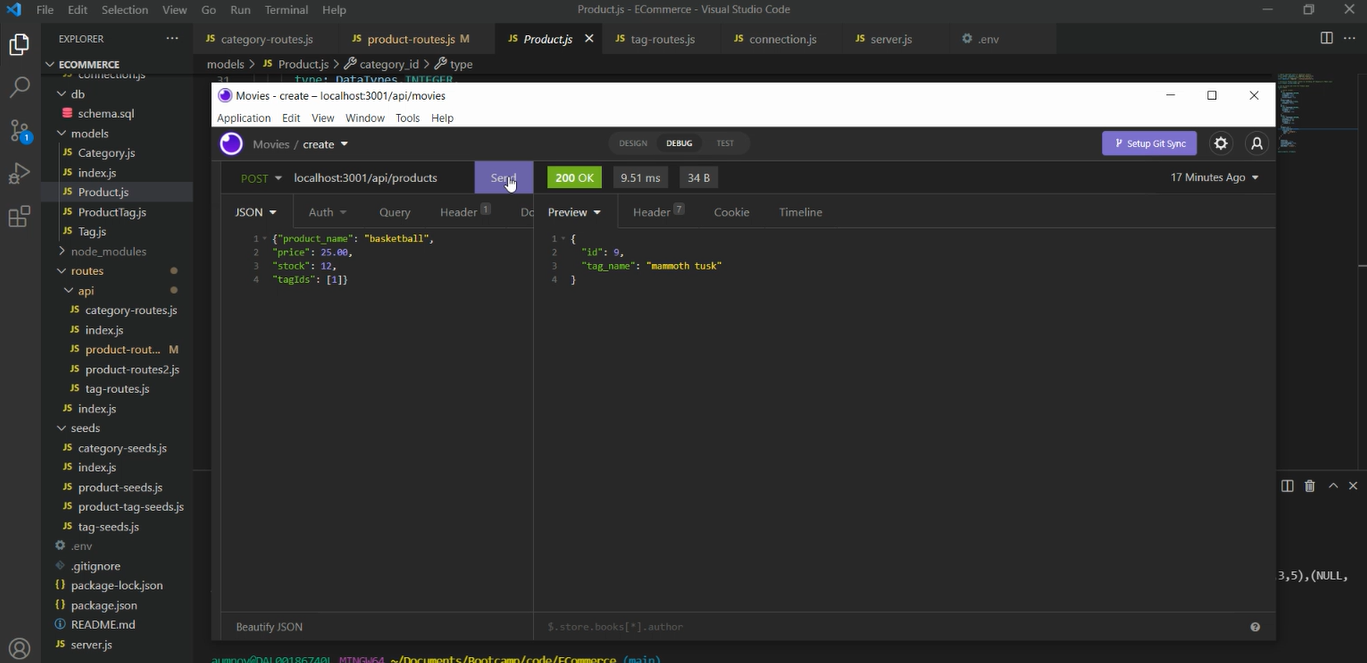 File Edit Selection View Go Run Terminal Help
Product.js - ECommerce - Visual Studio Code
EXPLORER ...
JS category-routes.js
JS product-routes.js M
JS Product.js
JS tag-routes.js
JS connection.js
JS server.js
.env
models > JS Product.js > category_id > type
31 type: DataTypes.INTEGER,
ECOMMERCE
JS connection.js
db
schema.sql
models
JS Category.js
JS index.js
JS Product.js
JS ProductTag.js
JS Tag.js
node_modules
routes
api
JS category-routes.js
JS index.js
JS product-rout... M
JS product-routes2.js
JS tag-routes.js
JS index.js
seeds
JS category-seeds.js
JS index.js
JS product-seeds.js
JS product-tag-seeds.js
JS tag-seeds.js
.env
.gitignore
{} package-lock.json
{} package.json
README.md
JS server.js
1
Movies - create – localhost:3001/api/movies
Application Edit View Window Tools Help
Movies / create
DESIGN DEBUG TEST
Setup Git Sync
POST localhost:3001/api/products Send
200 OK 9.51 ms 34 B
17 Minutes Ago
JSON Auth Query Header 1 Do
Preview Header 7 Cookie Timeline
1 {"product_name": "basketball",
2 "price": 25.00,
3 "stock": 12,
4 "tagIds": [1]}
1 {
2 "id": 9,
3 "tag_name": "mammoth tusk"
4 }
Beautify JSON
$.store.books[*].author
3,5),(NULL,
MINGW64 ~/Documents/Bootcamp/code/ECommerce (main)